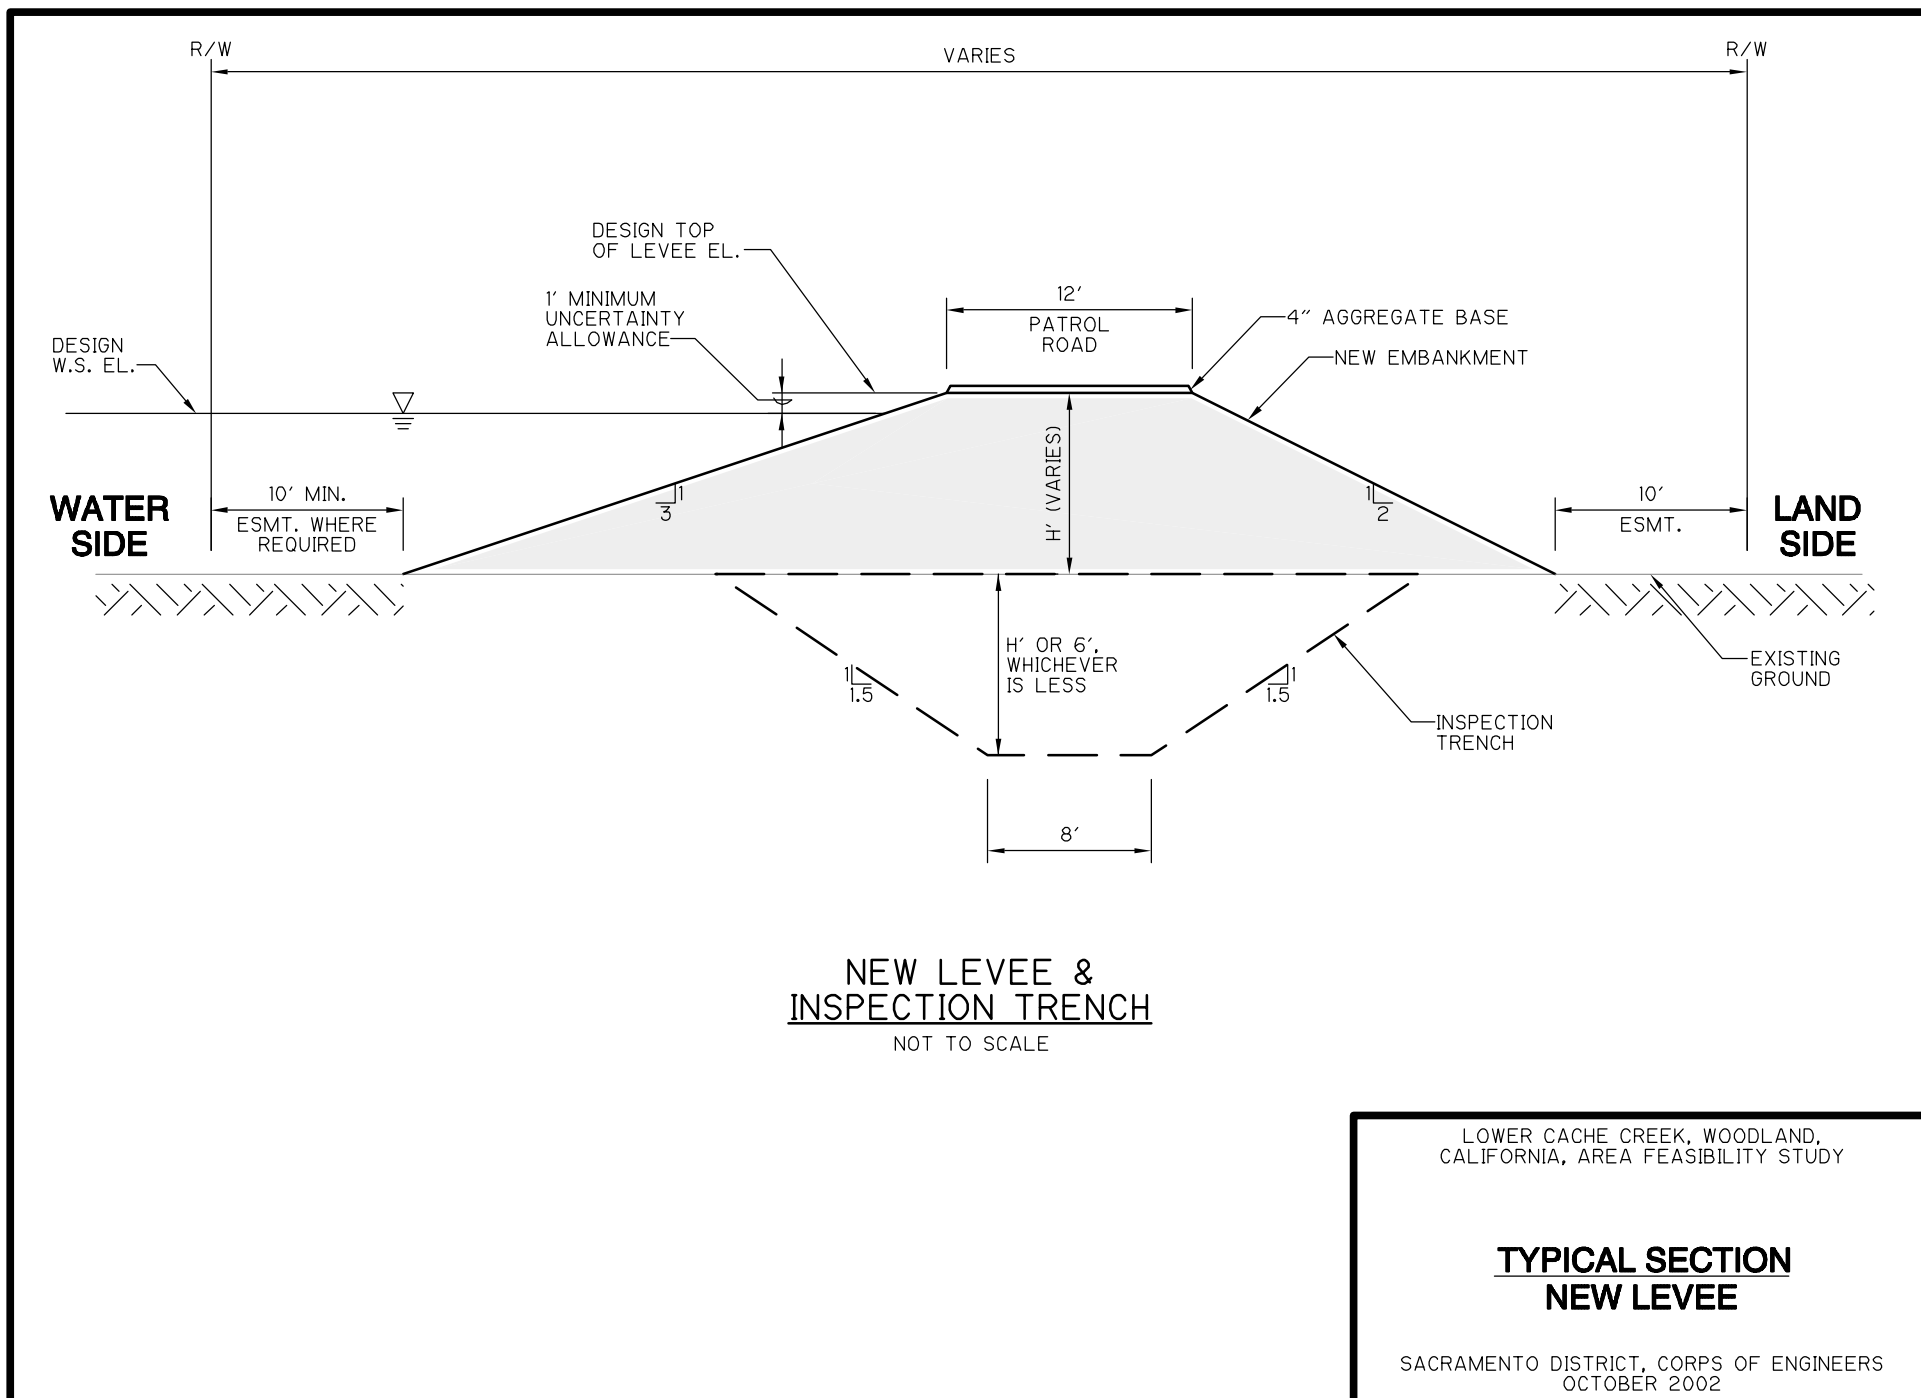 R/W
VARIES
R/W
DESIGN TOP
OF LEVEE EL.
1' MINIMUM
UNCERTAINTY
ALLOWANCE
12'
PATROL
ROAD
4" AGGREGATE BASE
NEW EMBANKMENT
DESIGN
W.S. EL.
H' (VARIES)
WATER
SIDE
10' MIN.
ESMT. WHERE
REQUIRED
1
3
1
2
10'
ESMT.
LAND
SIDE
H' OR 6',
WHICHEVER
IS LESS
1
1.5
1
1.5
EXISTING
GROUND
INSPECTION
TRENCH
8'
NEW LEVEE &
INSPECTION TRENCH
NOT TO SCALE
LOWER CACHE CREEK, WOODLAND,
CALIFORNIA, AREA FEASIBILITY STUDY
TYPICAL SECTION
NEW LEVEE
SACRAMENTO DISTRICT, CORPS OF ENGINEERS
OCTOBER 2002